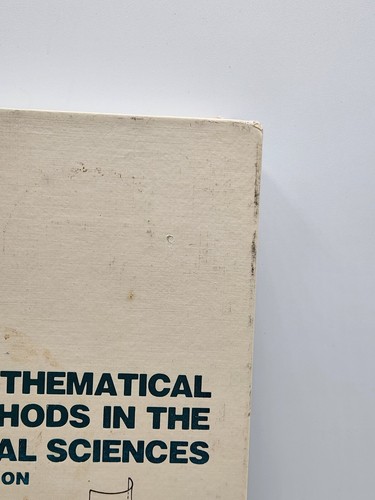 THEMATICAL
HODS IN THE
AL SCIENCES
ON